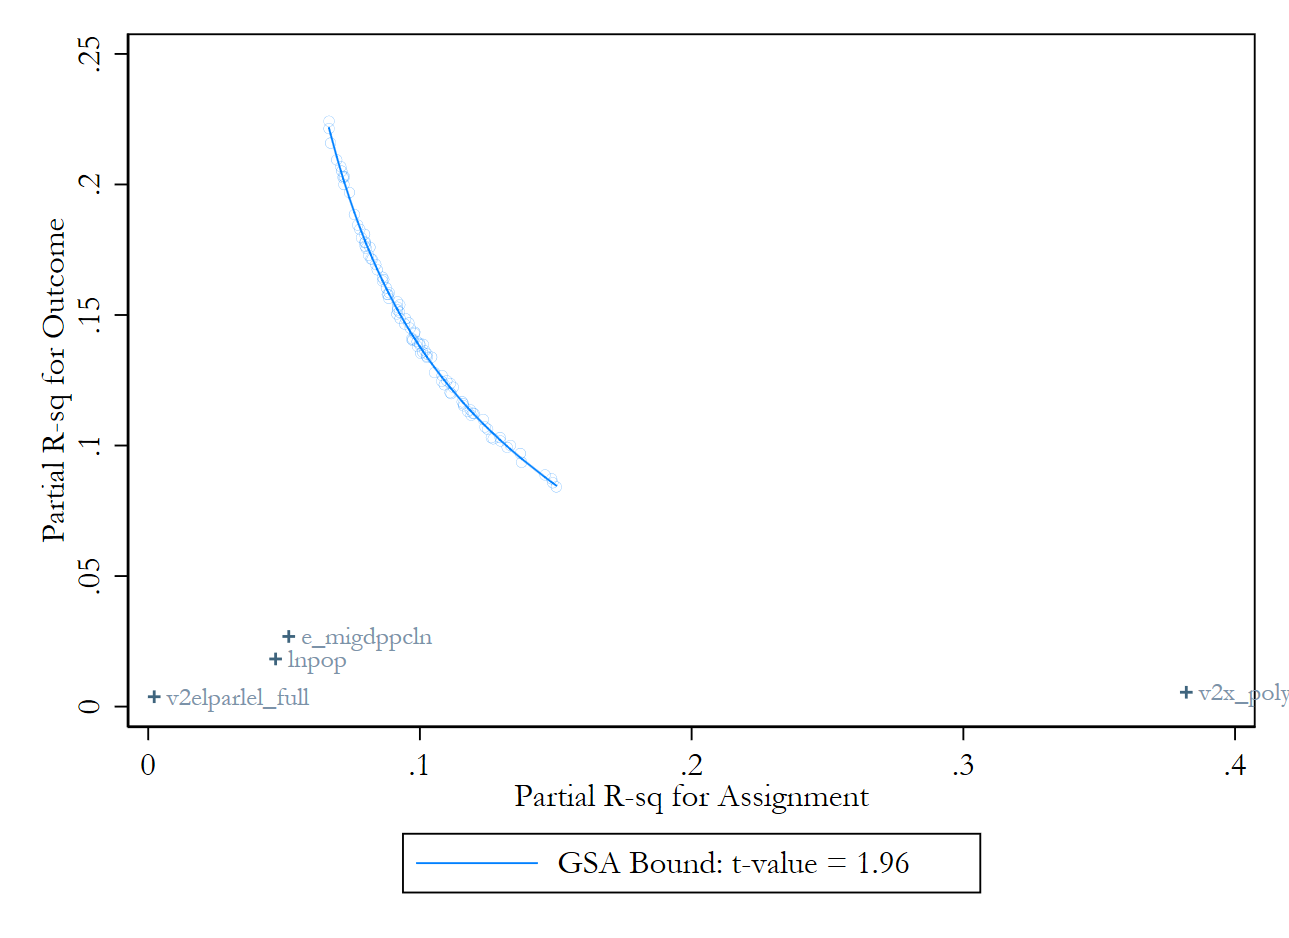 .25
.2
.15
.1
.05
0
Partial R-sq for Outcome
e_migdppcln
lnpop
v2elparlel_full
v2x_poly
0
.1
.2
.3
.4
Partial R-sq for Assignment
GSA Bound: t-value = 1.96